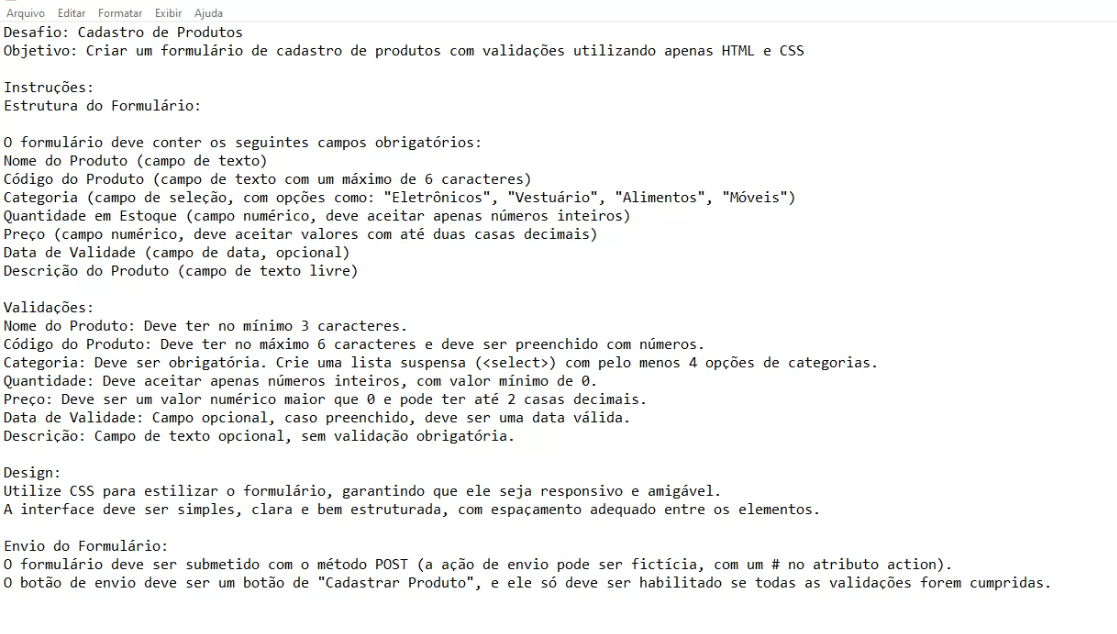 Arquivo Editar Formatar Exibir Ajuda
Desafio: Cadastro de Produtos
Objetivo: Criar um formulário de cadastro de produtos com validações utilizando apenas HTML e CSS
Instruções:
Estrutura do Formulário:
O formulário deve conter os seguintes campos obrigatórios:
Nome do Produto (campo de texto)
Código do Produto (campo de texto com um máximo de 6 caracteres)
Categoria (campo de seleção, com opções como: "Eletrônicos", "Vestuário", "Alimentos", "Móveis")
Quantidade em Estoque (campo numérico, deve aceitar apenas números inteiros)
Preço (campo numérico, deve aceitar valores com até duas casas decimais)
Data de Validade (campo de data, opcional)
Descrição do Produto (campo de texto livre)
Validações:
Nome do Produto: Deve ter no mínimo 3 caracteres.
Código do Produto: Deve ter no máximo 6 caracteres e deve ser preenchido com números.
Categoria: Deve ser obrigatória. Crie uma lista suspensa (<select>) com pelo menos 4 opções de categorias.
Quantidade: Deve aceitar apenas números inteiros, com valor mínimo de 0.
Preço: Deve ser um valor numérico maior que 0 e pode ter até 2 casas decimais.
Data de Validade: Campo opcional, caso preenchido, deve ser uma data válida.
Descrição: Campo de texto opcional, sem validação obrigatória.
Design:
Utilize CSS para estilizar o formulário, garantindo que ele seja responsivo e amigável.
A interface deve ser simples, clara e bem estruturada, com espaçamento adequado entre os elementos.
Envio do Formulário:
O formulário deve ser submetido com o método POST (a ação de envio pode ser fictícia, com um # no atributo action).
O botão de envio deve ser um botão de "Cadastrar Produto", e ele só deve ser habilitado se todas as validações forem cumpridas.